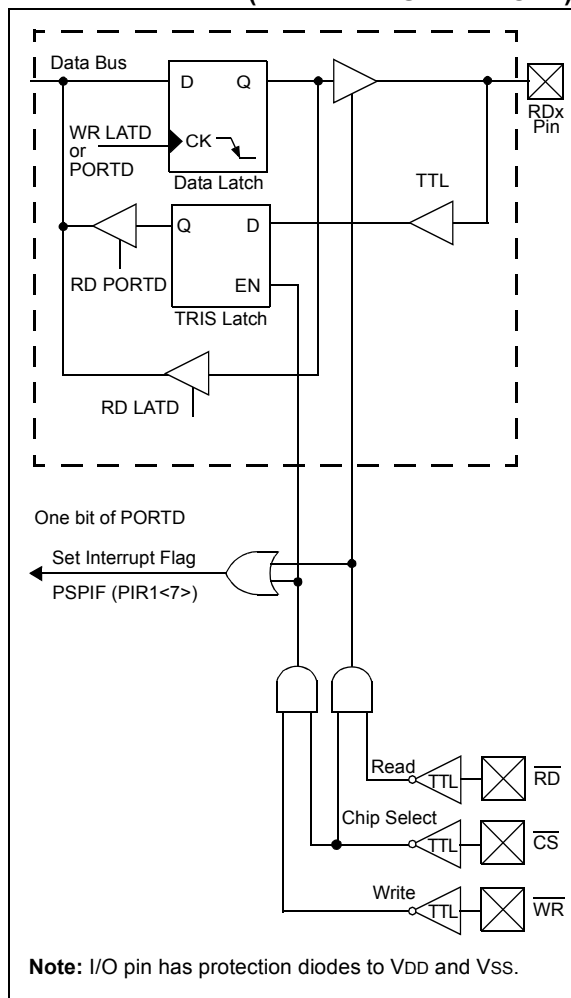 Data Bus
D Q
RDx
Pin
WR LATD
or
PORTD
CK
Data Latch
TTL
Q D
RD PORTD
EN
TRIS Latch
RD LATD
One bit of PORTD
Set Interrupt Flag
PSPIF (PIR1<7>)
Read
TTL
RD
Chip Select
TTL
CS
Write
TTL
WR
Note: I/O pin has protection diodes to VDD and VSS.